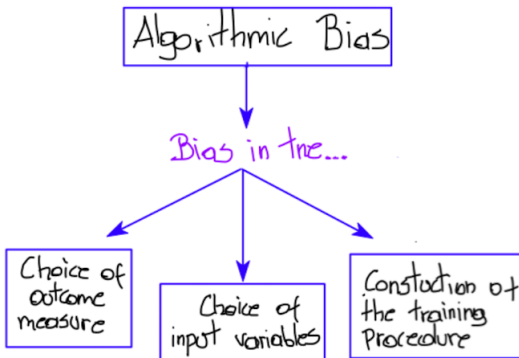 Algorithmic Bias
Bias in the...
Choice of
outcome
measure
Choice of
input variables
Constuction of
the training
Procedure